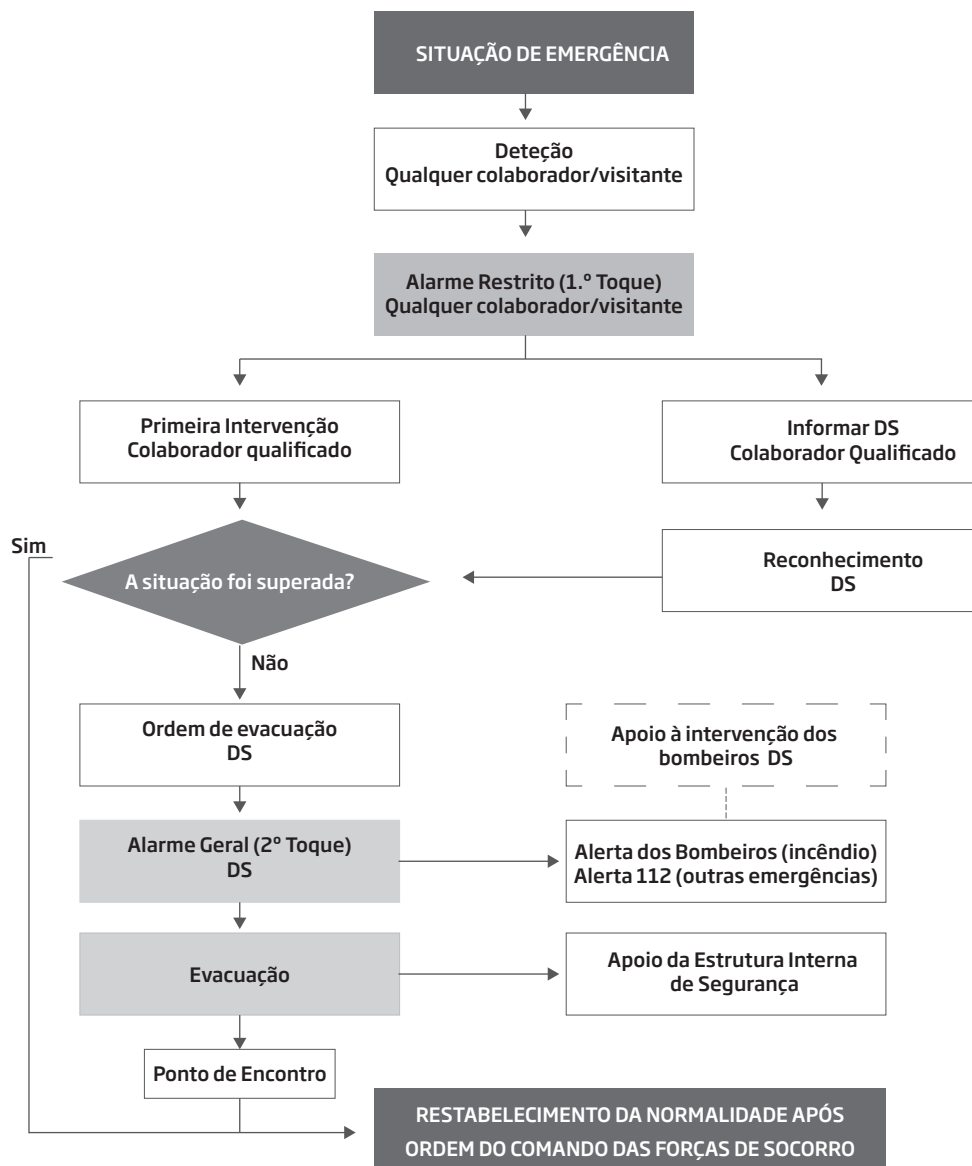 SITUAÇÃO DE EMERGÊNCIA
Deteção
Qualquer colaborador/visitante
Alarme Restrito (1.º Toque)
Qualquer colaborador/visitante
Primeira Intervenção
Colaborador qualificado
Informar DS
Colaborador Qualificado
Sim
A situação foi superada?
Reconhecimento
DS
Não
Ordem de evacuação
DS
Apoio à intervenção dos
bombeiros DS
Alarme Geral (2º Toque)
DS
Alerta dos Bombeiros (incêndio)
Alerta 112 (outras emergências)
Evacuação
Apoio da Estrutura Interna
de Segurança
Ponto de Encontro
RESTABELECIMENTO DA NORMALIDADE APÓS
ORDEM DO COMANDO DAS FORÇAS DE SOCORRO